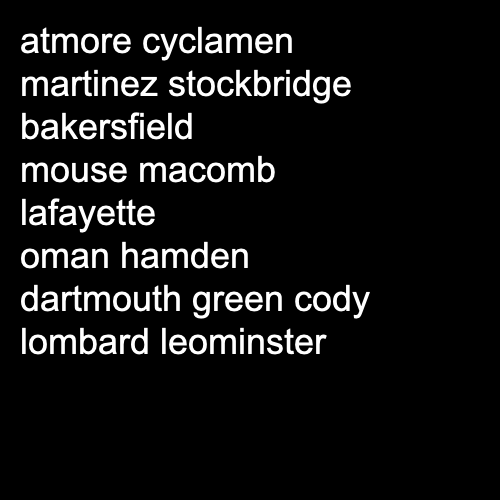 atmore cyclamen
martinez stockbridge
bakersfield
mouse macomb
lafayette
oman hamden
dartmouth green cody
lombard leominster